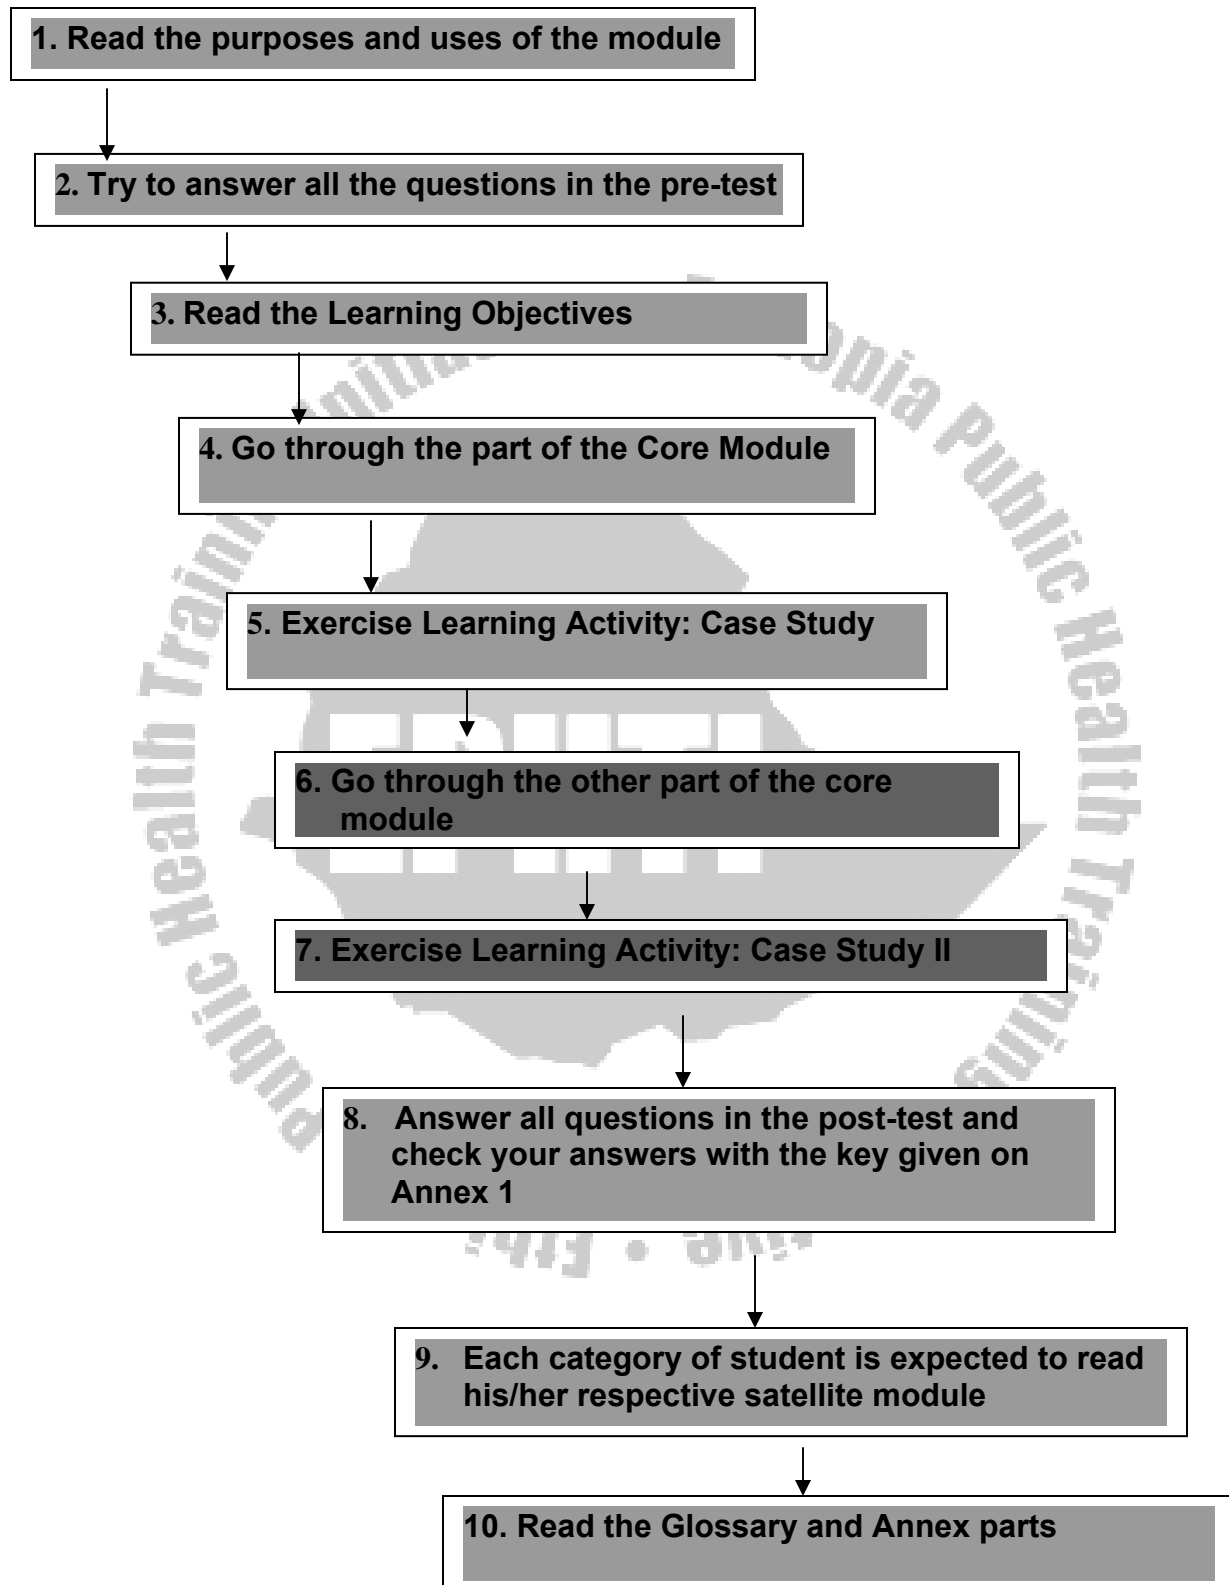 1. Read the purposes and uses of the module
2. Try to answer all the questions in the pre-test
3. Read the Learning Objectives
4. Go through the part of the Core Module
5. Exercise Learning Activity: Case Study
6. Go through the other part of the core
module
7. Exercise Learning Activity: Case Study II
8. Answer all questions in the post-test and
check your answers with the key given on
Annex 1
9. Each category of student is expected to read
his/her respective satellite module
10. Read the Glossary and Annex parts
Public Health Training
Public Health